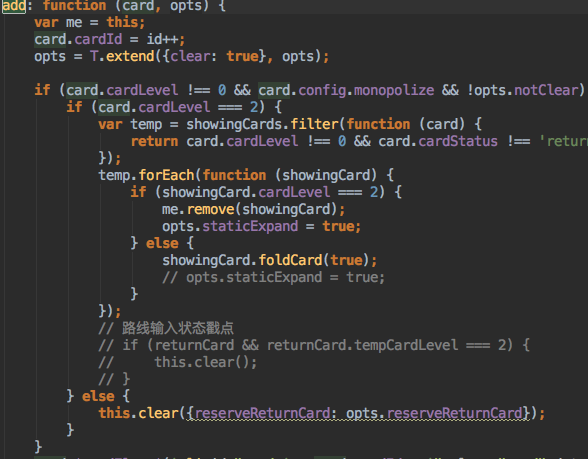 add: function (card, opts) {
var me = this;
card.cardId = id++;
opts = T.extend({clear: true}, opts);
if (card.cardLevel !== 0 && card.config.monopolize && !opts.notClear)
if (card.cardLevel === 2) {
var temp = showingCards.filter(function (card) {
return card.cardLevel !== 0 && card.cardStatus !== 'retur
});
temp.forEach(function (showingCard) {
if (showingCard.cardLevel === 2) {
me.remove(showingCard);
opts.staticExpand = true;
} else {
showingCard.foldCard(true);
// opts.staticExpand = true;
}
});
// 路线输入状态戳点
// if (returnCard && returnCard.tempCardLevel === 2) {
//     this.clear();
// }
} else {
this.clear({reserveReturnCard: opts.reserveReturnCard});
}
}